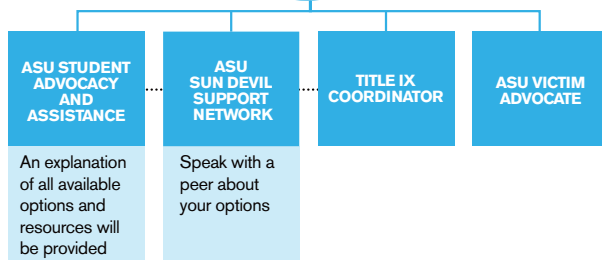 ASU STUDENT
ADVOCACY
AND
ASSISTANCE
An explanation
of all available
options and
resources will
be provided
ASU
SUN DEVIL
SUPPORT
NETWORK
Speak with a
peer about
your options
TITLE IX
COORDINATOR
ASU VICTIM
ADVOCATE